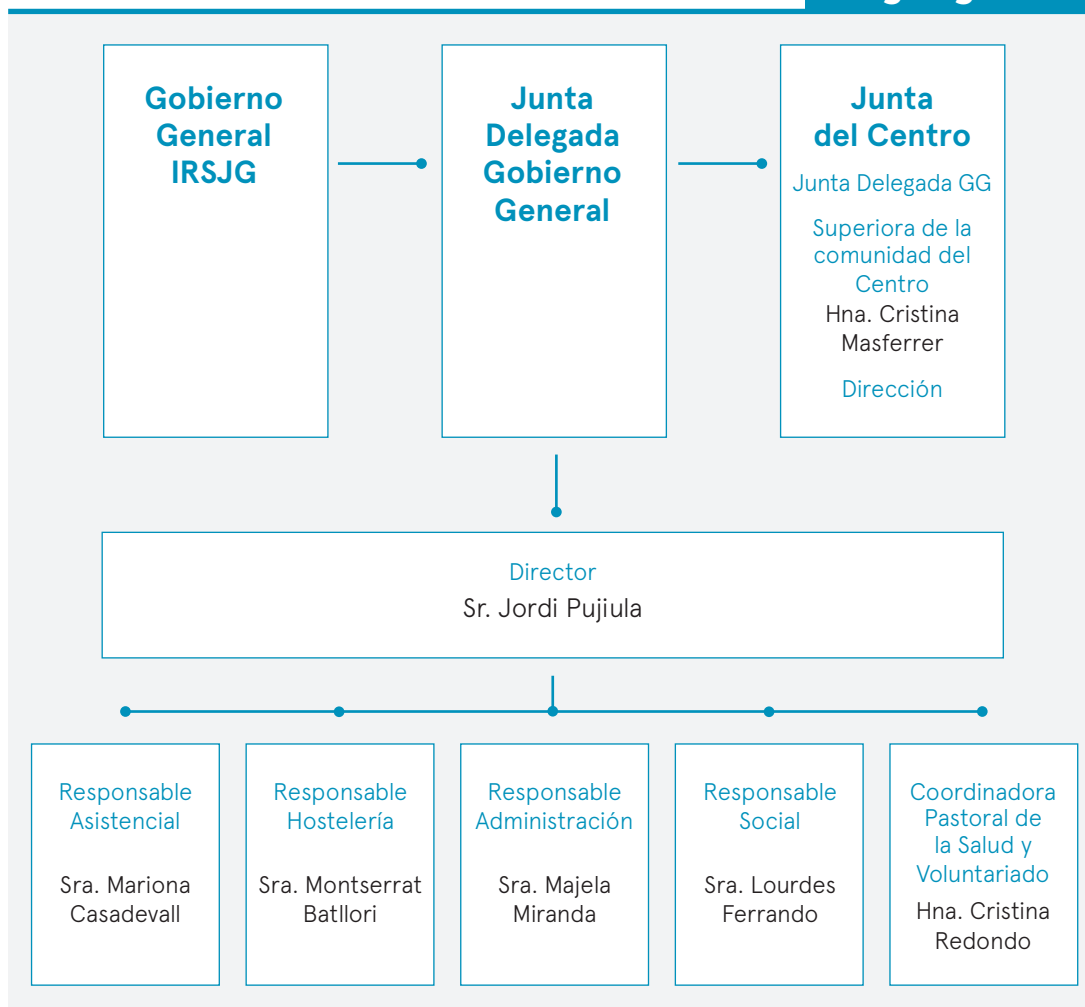 Gobierno
General
IRSJG
Junta
Delegada
Gobierno
General
Junta
del Centro
Junta Delegada GG
Superiora de la
comunidad del
Centro
Hna. Cristina
Masferrer
Dirección
Director
Sr. Jordi Pujiula
Responsable
Asistencial
Sra. Mariona
Casadevall
Responsable
Hostelería
Sra. Montserrat
Batllori
Responsable
Administración
Sra. Majela
Miranda
Responsable
Social
Sra. Lourdes
Ferrando
Coordinadora
Pastoral de
la Salud y
Voluntariado
Hna. Cristina
Redondo